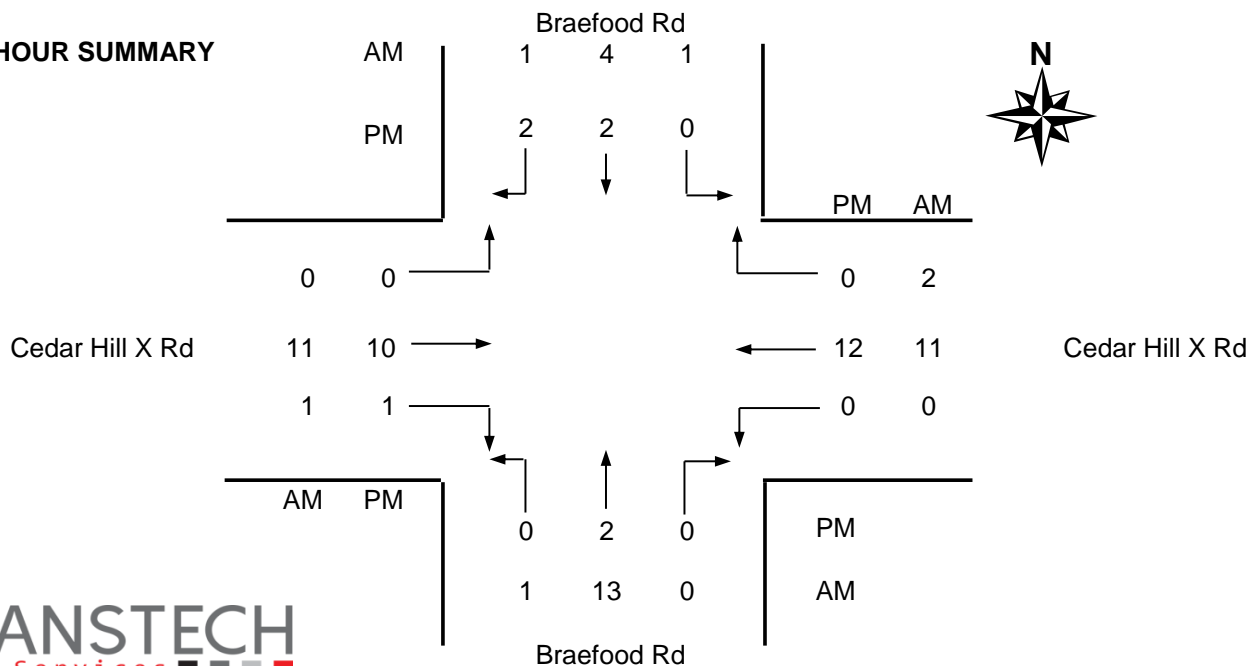 Braefood Rd
HOUR SUMMARY AM 1 4 1 N
PM 2 2 0
PM AM
0 0 0 2
Cedar Hill X Rd 11 10 12 11 Cedar Hill X Rd
1 1 0 0
AM PM
0 2 0 PM
1 13 0 AM
ANSTECH
Services
Braefood Rd